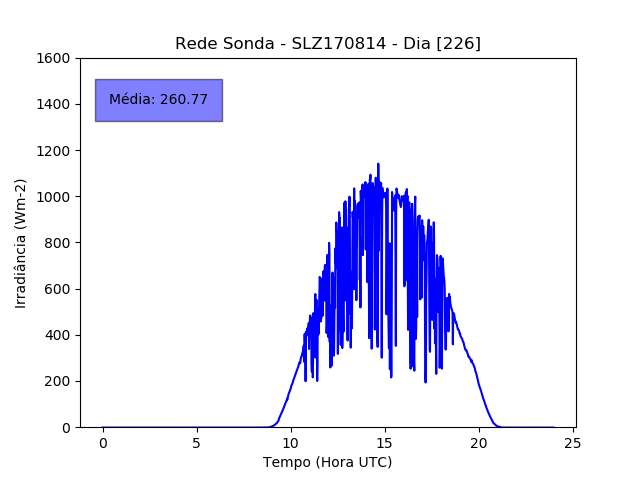 Rede Sonda - SLZ170814 - Dia [226]
1600
1400
1200
1000
800
600
400
200
0
Média: 260.77
Irradiância (Wm-2)
0 5 10 15 20 25
Tempo (Hora UTC)